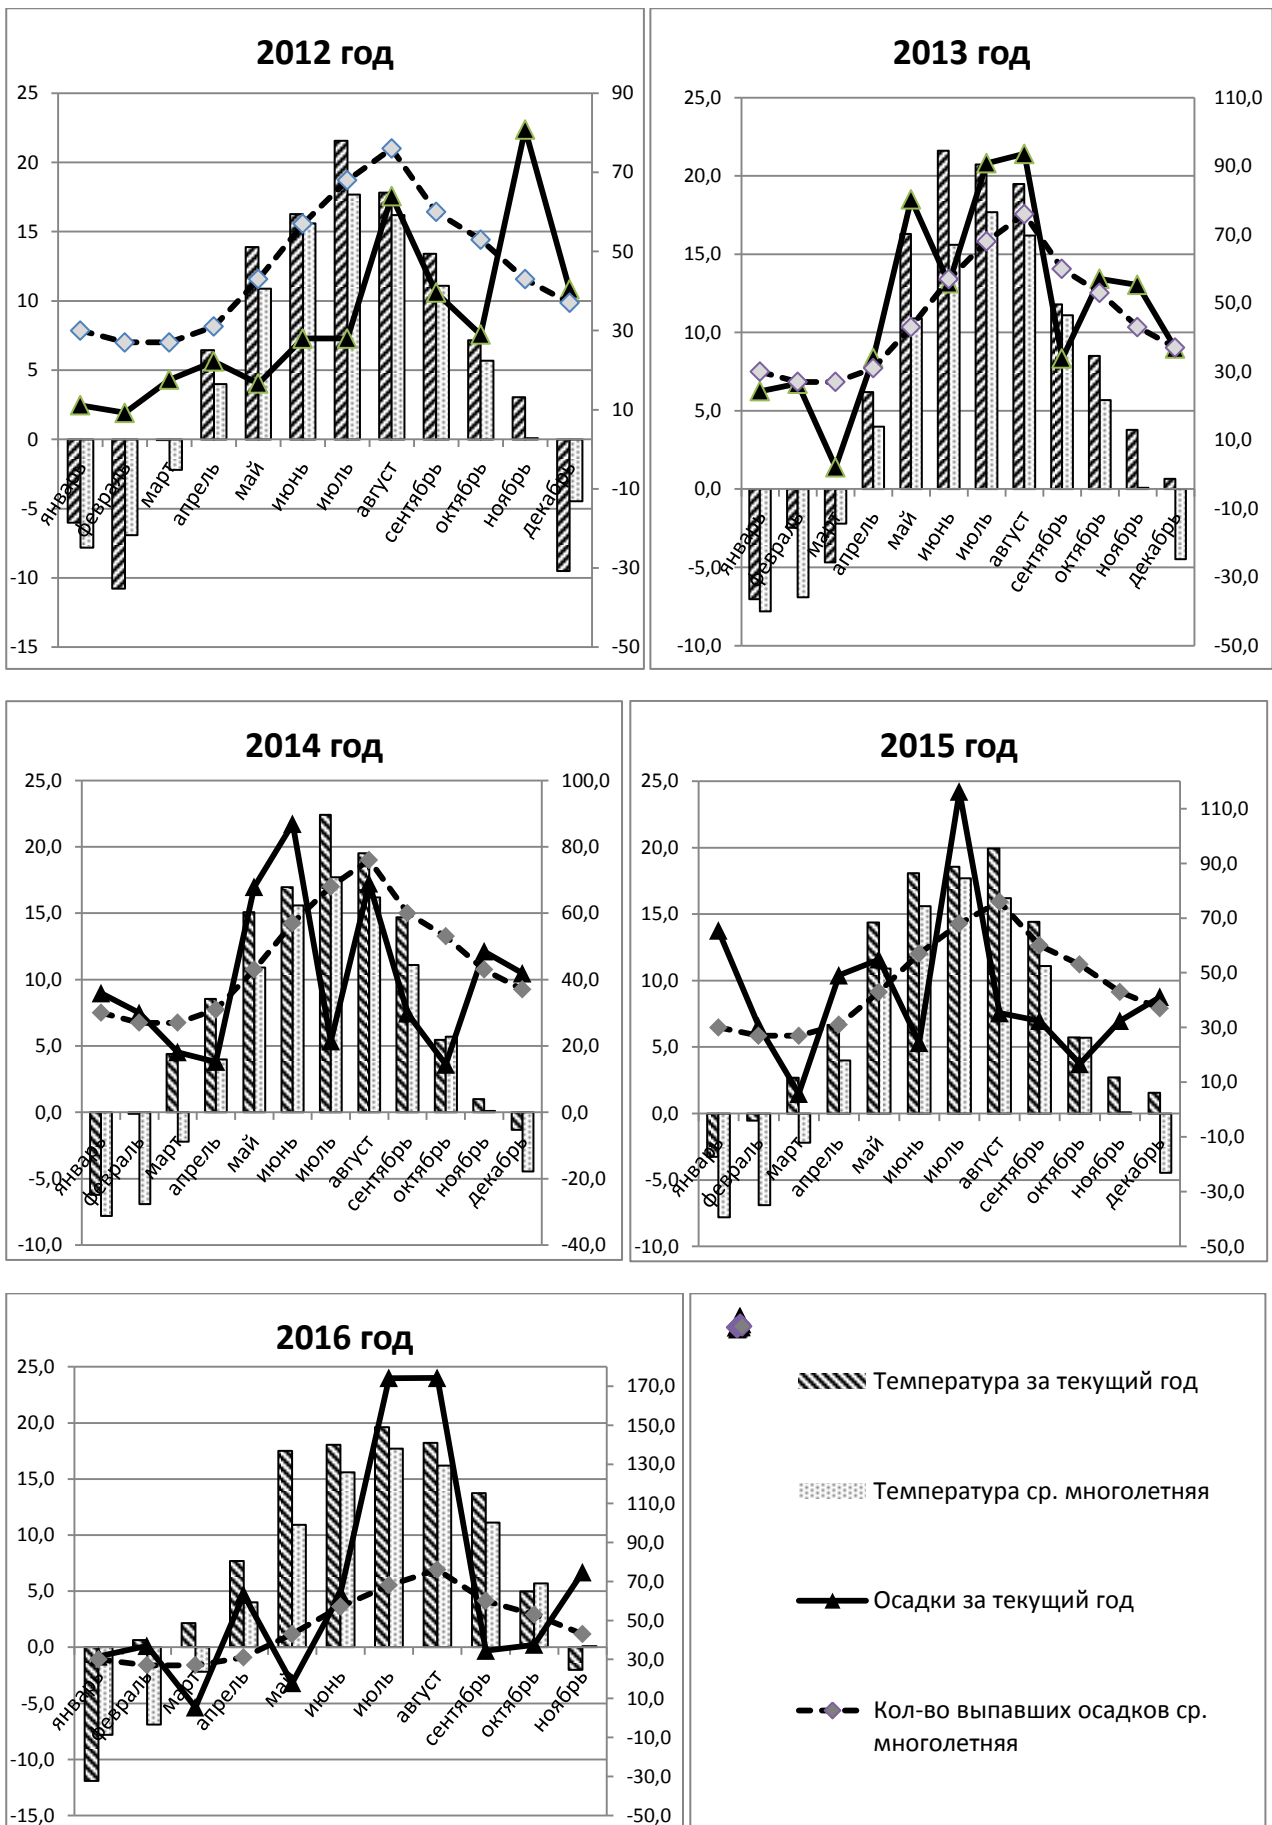 2012 год
25
20
15
10
5
0
-5
-10
-15
90
70
50
30
10
-10
-30
-50
январь
февраль
март
апрель
май
июнь
июль
август
сентябрь
октябрь
ноябрь
декабрь
2013 год
25,0
20,0
15,0
10,0
5,0
0,0
-5,0
-10,0
110,0
90,0
70,0
50,0
30,0
10,0
-10,0
-30,0
-50,0
январь
февраль
март
апрель
май
июнь
июль
август
сентябрь
октябрь
ноябрь
декабрь
2014 год
25,0
20,0
15,0
10,0
5,0
0,0
-5,0
-10,0
100,0
80,0
60,0
40,0
20,0
0,0
-20,0
-40,0
январь
февраль
март
апрель
май
июнь
июль
август
сентябрь
октябрь
ноябрь
декабрь
2015 год
25,0
20,0
15,0
10,0
5,0
0,0
-5,0
-10,0
110,0
90,0
70,0
50,0
30,0
10,0
-10,0
-30,0
-50,0
январь
февраль
март
апрель
май
июнь
июль
август
сентябрь
октябрь
ноябрь
декабрь
2016 год
25,0
20,0
15,0
10,0
5,0
0,0
-5,0
-10,0
-15,0
170,0
150,0
130,0
110,0
90,0
70,0
50,0
30,0
10,0
-10,0
-30,0
-50,0
январь
февраль
март
апрель
май
июнь
июль
август
сентябрь
октябрь
ноябрь
Температура за текущий год
Температура ср. многолетняя
Осадки за текущий год
Кол-во выпавших осадков ср.
многолетняя